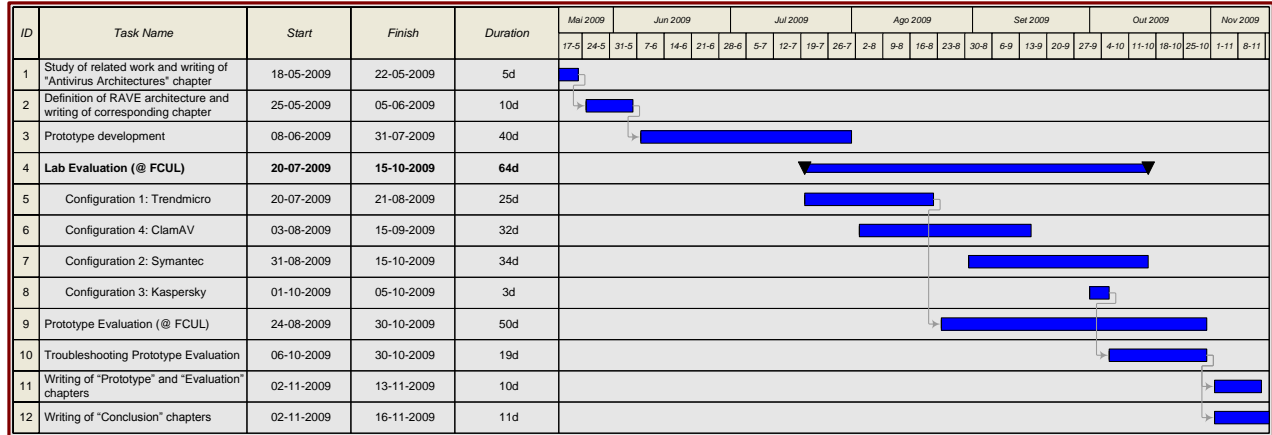 ID Task Name Start Finish Duration Mai 2009 Jun 2009 Jul 2009 Ago 2009 Set 2009 Out 2009 Nov 2009
17-5 24-5 31-5 7-6 14-6 21-6 28-6 5-7 12-7 19-7 26-7 2-8 9-8 16-8 23-8 30-8 6-9 13-9 20-9 27-9 4-10 11-10 18-10 25-10 1-11 8-11
1 Study of related work and writing of 18-05-2009 22-05-2009 5d
"Antivirus Architectures" chapter
2 Definition of RAVE architecture and 25-05-2009 05-06-2009 10d
writing of corresponding chapter
3 Prototype development 08-06-2009 31-07-2009 40d
4 Lab Evaluation (@ FCUL) 20-07-2009 15-10-2009 64d
5 Configuration 1: Trendmicro 20-07-2009 21-08-2009 25d
6 Configuration 4: ClamAV 03-08-2009 15-09-2009 32d
7 Configuration 2: Symantec 31-08-2009 15-10-2009 34d
8 Configuration 3: Kaspersky 01-10-2009 05-10-2009 3d
9 Prototype Evaluation (@ FCUL) 24-08-2009 30-10-2009 50d
10 Troubleshooting Prototype Evaluation 06-10-2009 30-10-2009 19d
11 Writing of “Prototype” and “Evaluation” 02-11-2009 13-11-2009 10d
chapters
12 Writing of “Conclusion” chapters 02-11-2009 16-11-2009 11d